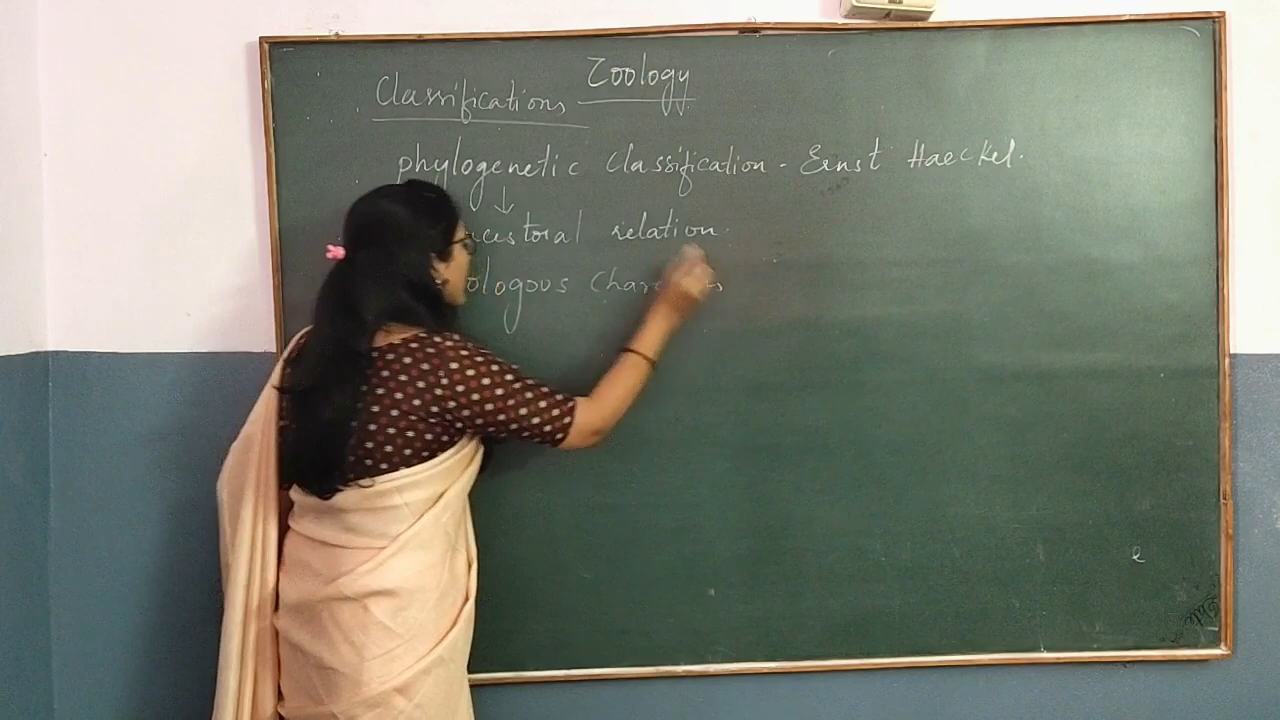 Zoology
Classifications
phylogenetic classification - Ernst Haeckel.
↓
relation.